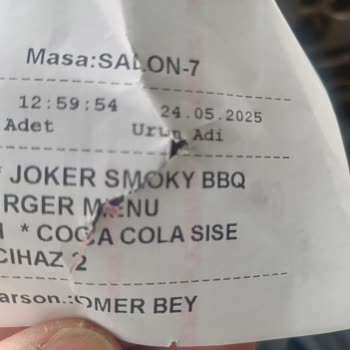 Masa:SALON-7
12:59:54 24.05.2025
Adet Urun Adi
* JOKER SMOKY BBQ
RGER MENU
* COCA COLA SISE
CIHAZ 2
arson.:OMER BEY